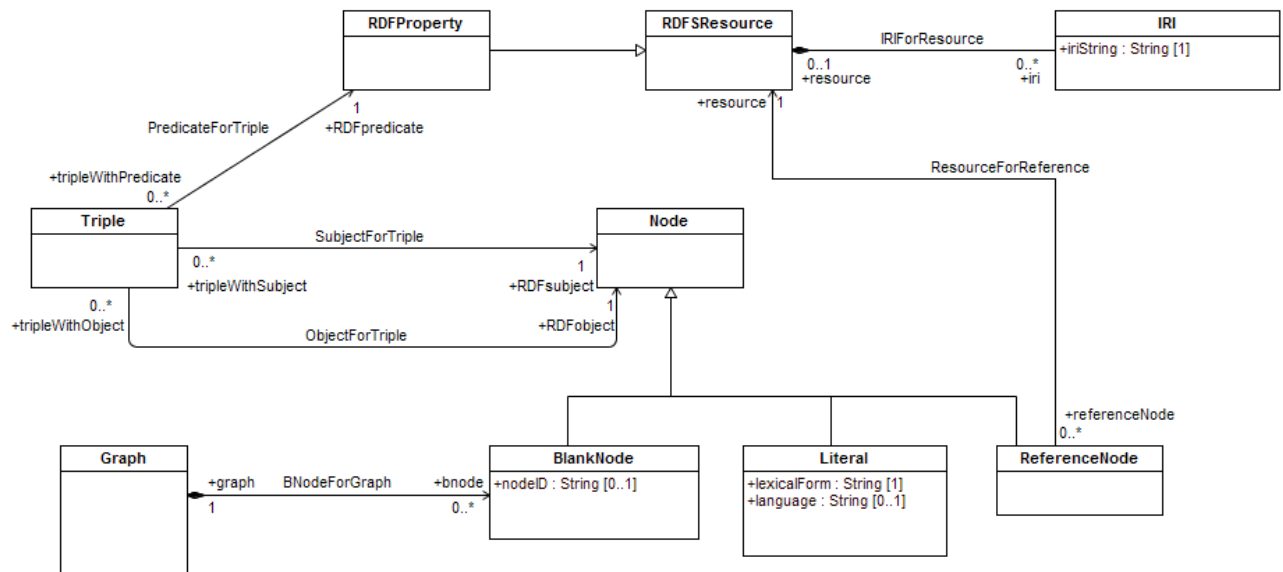 RDFProperty
RDFSResource
IRI
+iriString : String [1]
IRIForResource
0..1
+resource
0..*
+iri
+resource
1
1
+RDFpredicate
PredicateForTriple
+tripleWithPredicate
0..*
ResourceForReference
Triple
Node
SubjectForTriple
0..*
+tripleWithSubject
1
+RDFsubject
0..*
+tripleWithObject
1
+RDFobject
ObjectForTriple
+referenceNode
0..*
Graph
+graph
1
BNodeForGraph
+bnode
0..*
BlankNode
+nodeID : String [0..1]
Literal
+lexicalForm : String [1]
+language : String [0..1]
ReferenceNode